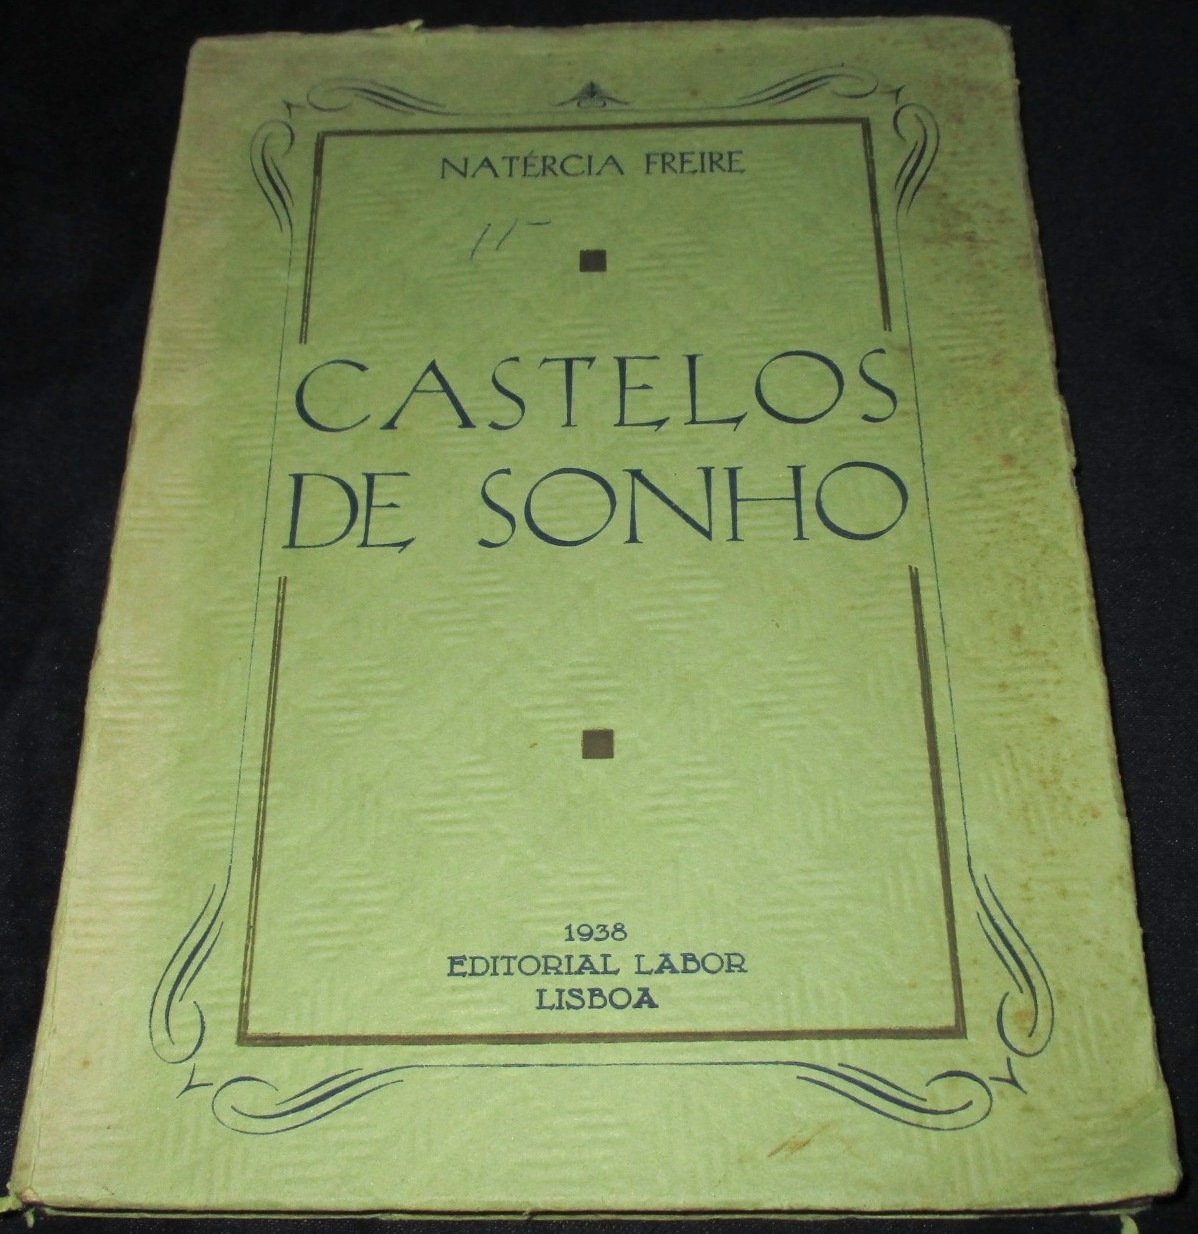 NATÉRCIA FREIRE
CASTELOS
DE SONHO
1938
EDITORIAL LABOR
LISBOA